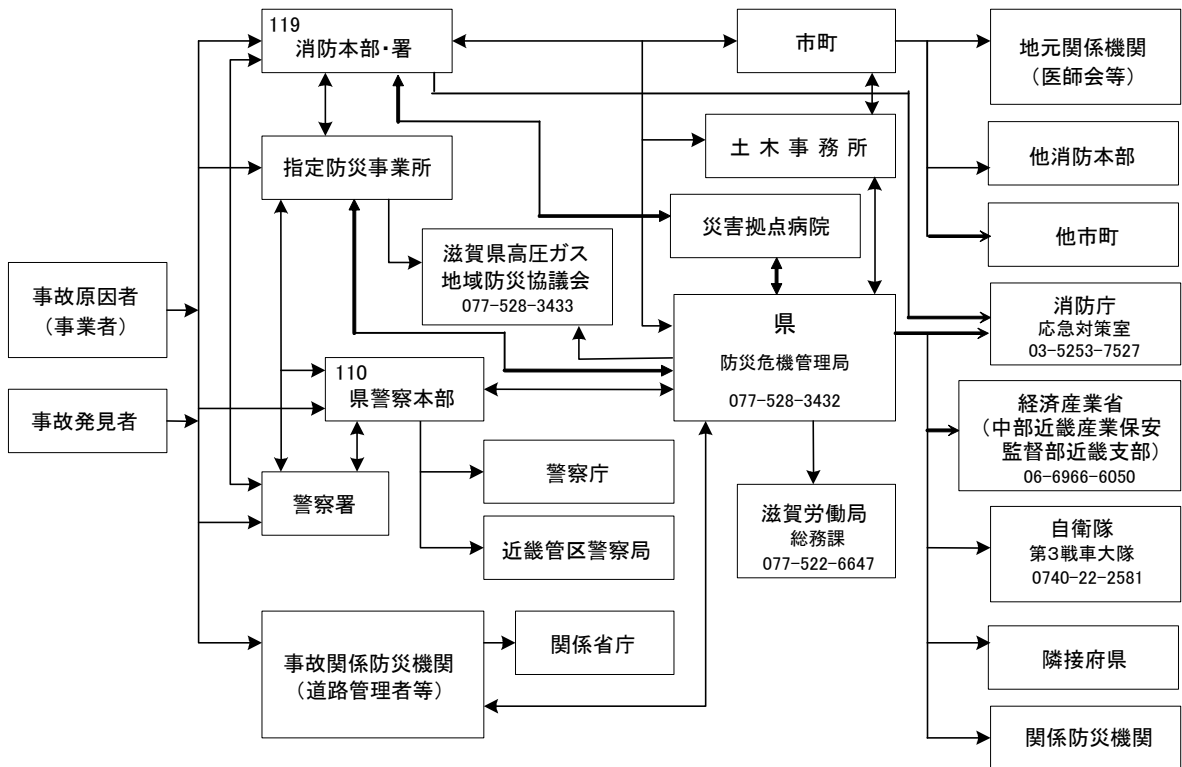 119
消防本部・署
市町
地元関係機関
(医師会等)
土 木 事 務 所
指定防災事業所
他消防本部
災害拠点病院
他市町
滋賀県高圧ガス
地域防災協議会
077-528-3433
事故原因者
(事業者)
県
防災危機管理局
077-528-3432
消防庁
応急対策室
03-5253-7527
110
県警察本部
事故発見者
経済産業省
(中部近畿産業保安
監督部近畿支部)
06-6966-6050
警察庁
警察署
滋賀労働局
総務課
077-522-6647
自衛隊
第3戦車大隊
0740-22-2581
近畿管区警察局
事故関係防災機関
(道路管理者等)
関係省庁
隣接府県
関係防災機関